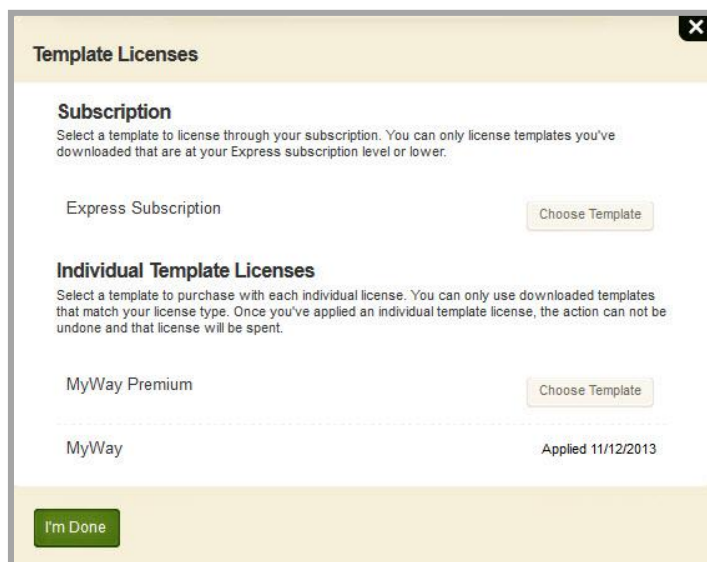 Template Licenses
Subscription
Select a template to license through your subscription. You can only license templates you've
downloaded that are at your Express subscription level or lower.
Express Subscription
Choose Template
Individual Template Licenses
Select a template to purchase with each individual license. You can only use downloaded templates
that match your license type. Once you've applied an individual template license, the action can not be
undone and that license will be spent.
MyWay Premium
Choose Template
MyWay
Applied 11/12/2013
I'm Done